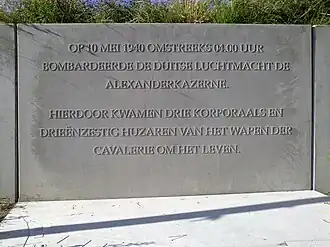 OP 10 MEI 1940 OMSTREEKS 04.00 UUR
BOMBARDEERDE DE DUITSE LUCHTMACHT DE
ALEXANDERKAZERNE.
HIERDOOR KWAMEN DRIE KORPORAALS EN
DRIEËNZESTIG HUZAREN VAN HET WAPEN DER
CAVALERIE OM HET LEVEN.